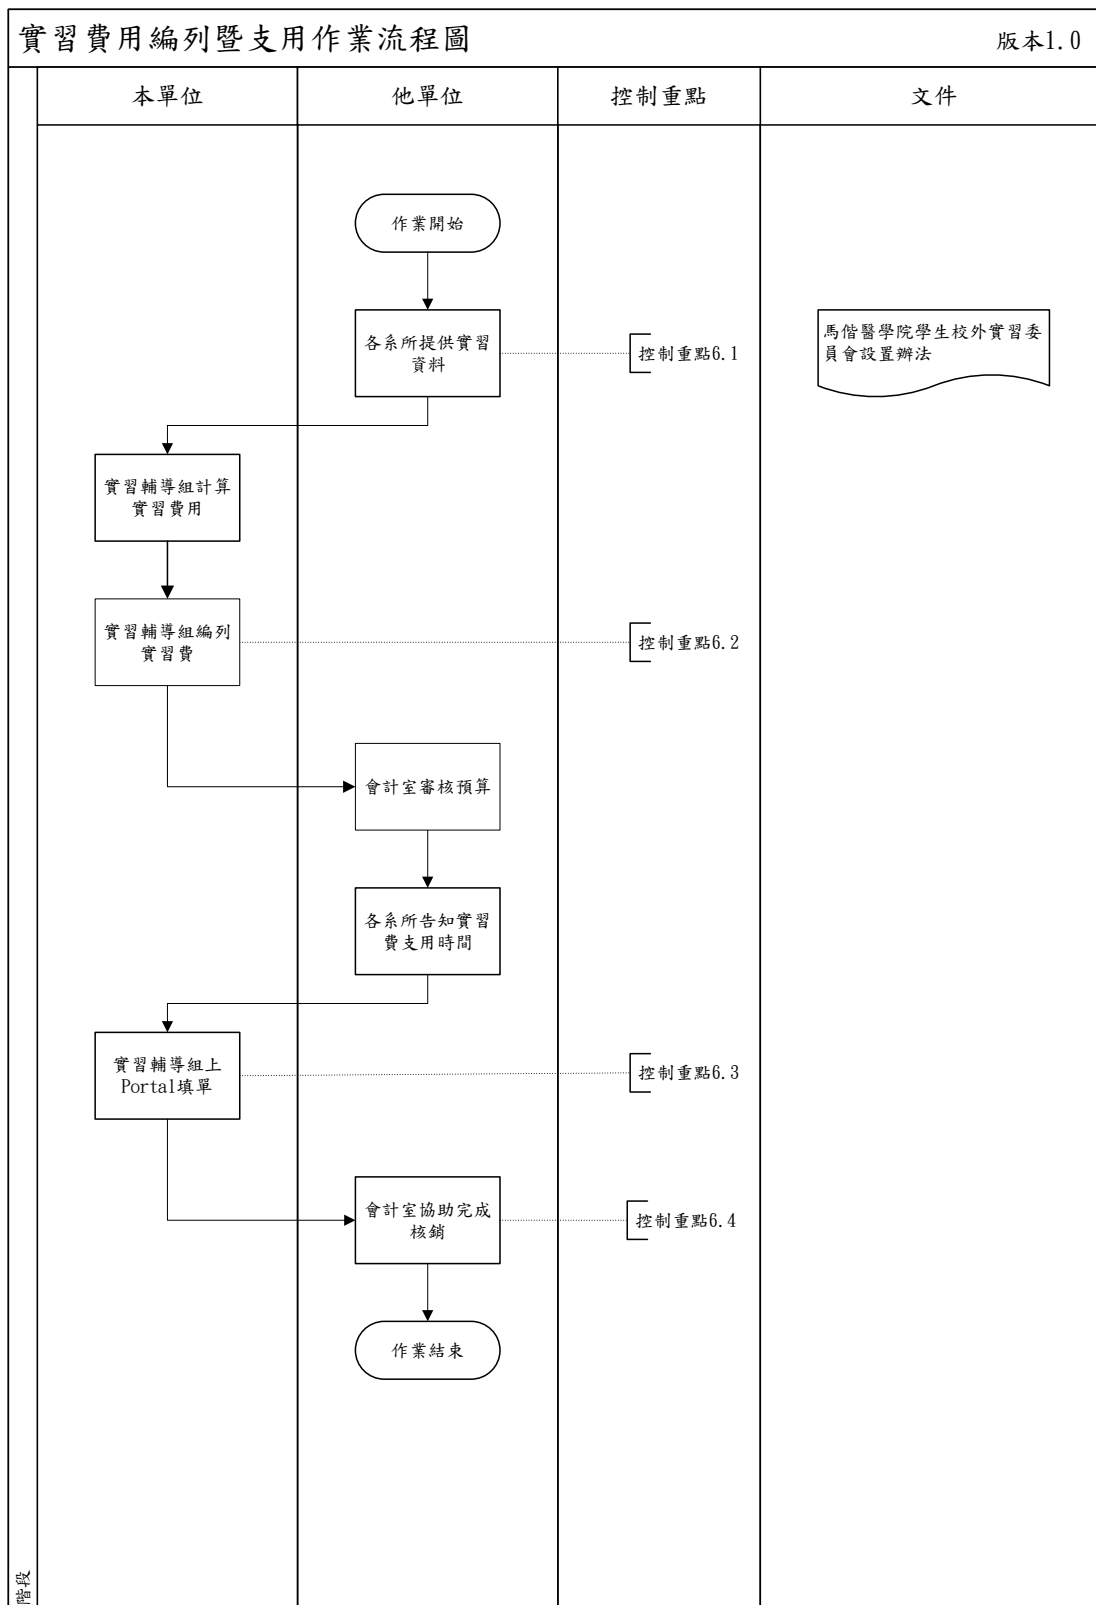 實習費用編列暨支用作業流程圖
版本1.0
本單位
他單位
控制重點
文件
作業開始
各系所提供實習
資料
控制重點6.1
馬偕醫學院學生校外實習委
員會設置辦法
實習輔導組計算
實習費用
實習輔導組編列
實習費
控制重點6.2
會計室審核預算
各系所告知實習
費支用時間
實習輔導組上
Portal填單
控制重點6.3
會計室協助完成
核銷
控制重點6.4
作業結束
階段